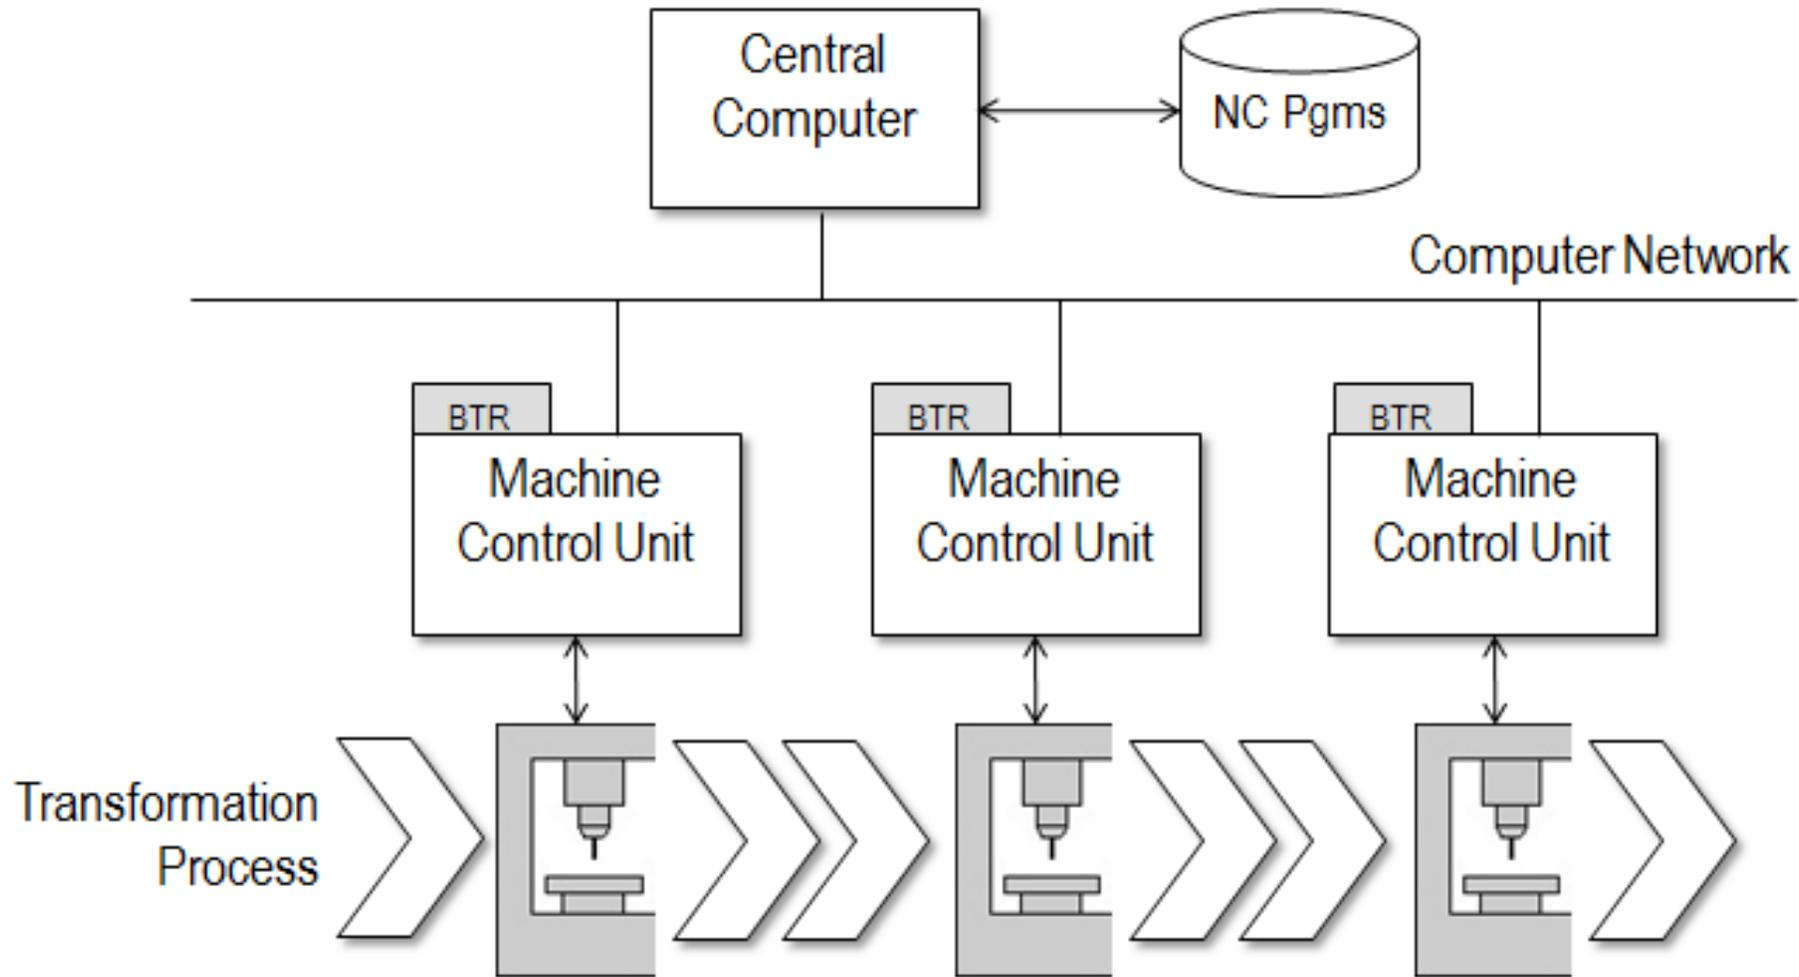 Central
Computer
NC Pgms
Computer Network
BTR
BTR
BTR
Machine
Control Unit
Machine
Control Unit
Machine
Control Unit
Transformation
Process